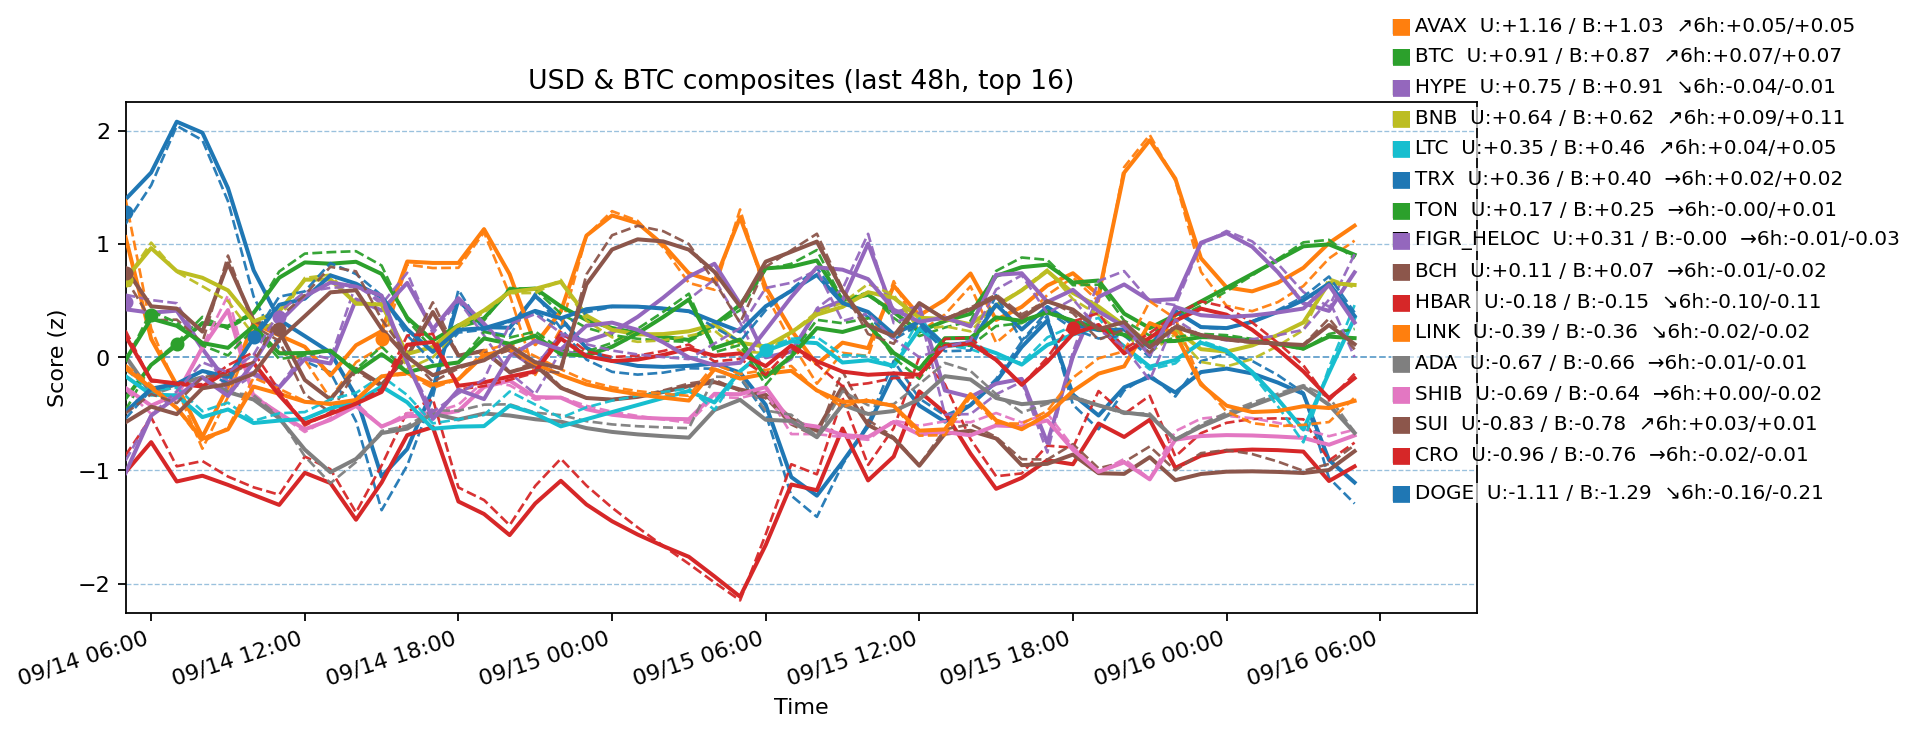 AVAX  U:+1.16 / B:+1.03  ↗6h:+0.05/+0.05
BTC  U:+0.91 / B:+0.87  ↗6h:+0.07/+0.07
HYPE  U:+0.75 / B:+0.91  ↘6h:-0.04/-0.01
BNB  U:+0.64 / B:+0.62  ↗6h:+0.09/+0.11
LTC  U:+0.35 / B:+0.46  ↗6h:+0.04/+0.05
TRX  U:+0.36 / B:+0.40  →6h:+0.02/+0.02
TON  U:+0.17 / B:+0.25  →6h:-0.00/+0.01
FIGR_HELOC  U:+0.31 / B:-0.00  →6h:-0.01/-0.03
BCH  U:+0.11 / B:+0.07  →6h:-0.01/-0.02
HBAR  U:-0.18 / B:-0.15  ↘6h:-0.10/-0.11
LINK  U:-0.39 / B:-0.36  ↘6h:-0.02/-0.02
ADA  U:-0.67 / B:-0.66  →6h:-0.01/-0.01
SHIB  U:-0.69 / B:-0.64  →6h:+0.00/-0.02
SUI  U:-0.83 / B:-0.78  ↗6h:+0.03/+0.01
CRO  U:-0.96 / B:-0.76  →6h:-0.02/-0.01
DOGE  U:-1.11 / B:-1.29  ↘6h:-0.16/-0.21
USD & BTC composites (last 48h, top 16)
Score (z)
2
1
0
−1
−2
09/14 06:00
09/14 12:00
09/14 18:00
09/15 00:00
09/15 06:00
09/15 12:00
09/15 18:00
09/16 00:00
09/16 06:00
Time